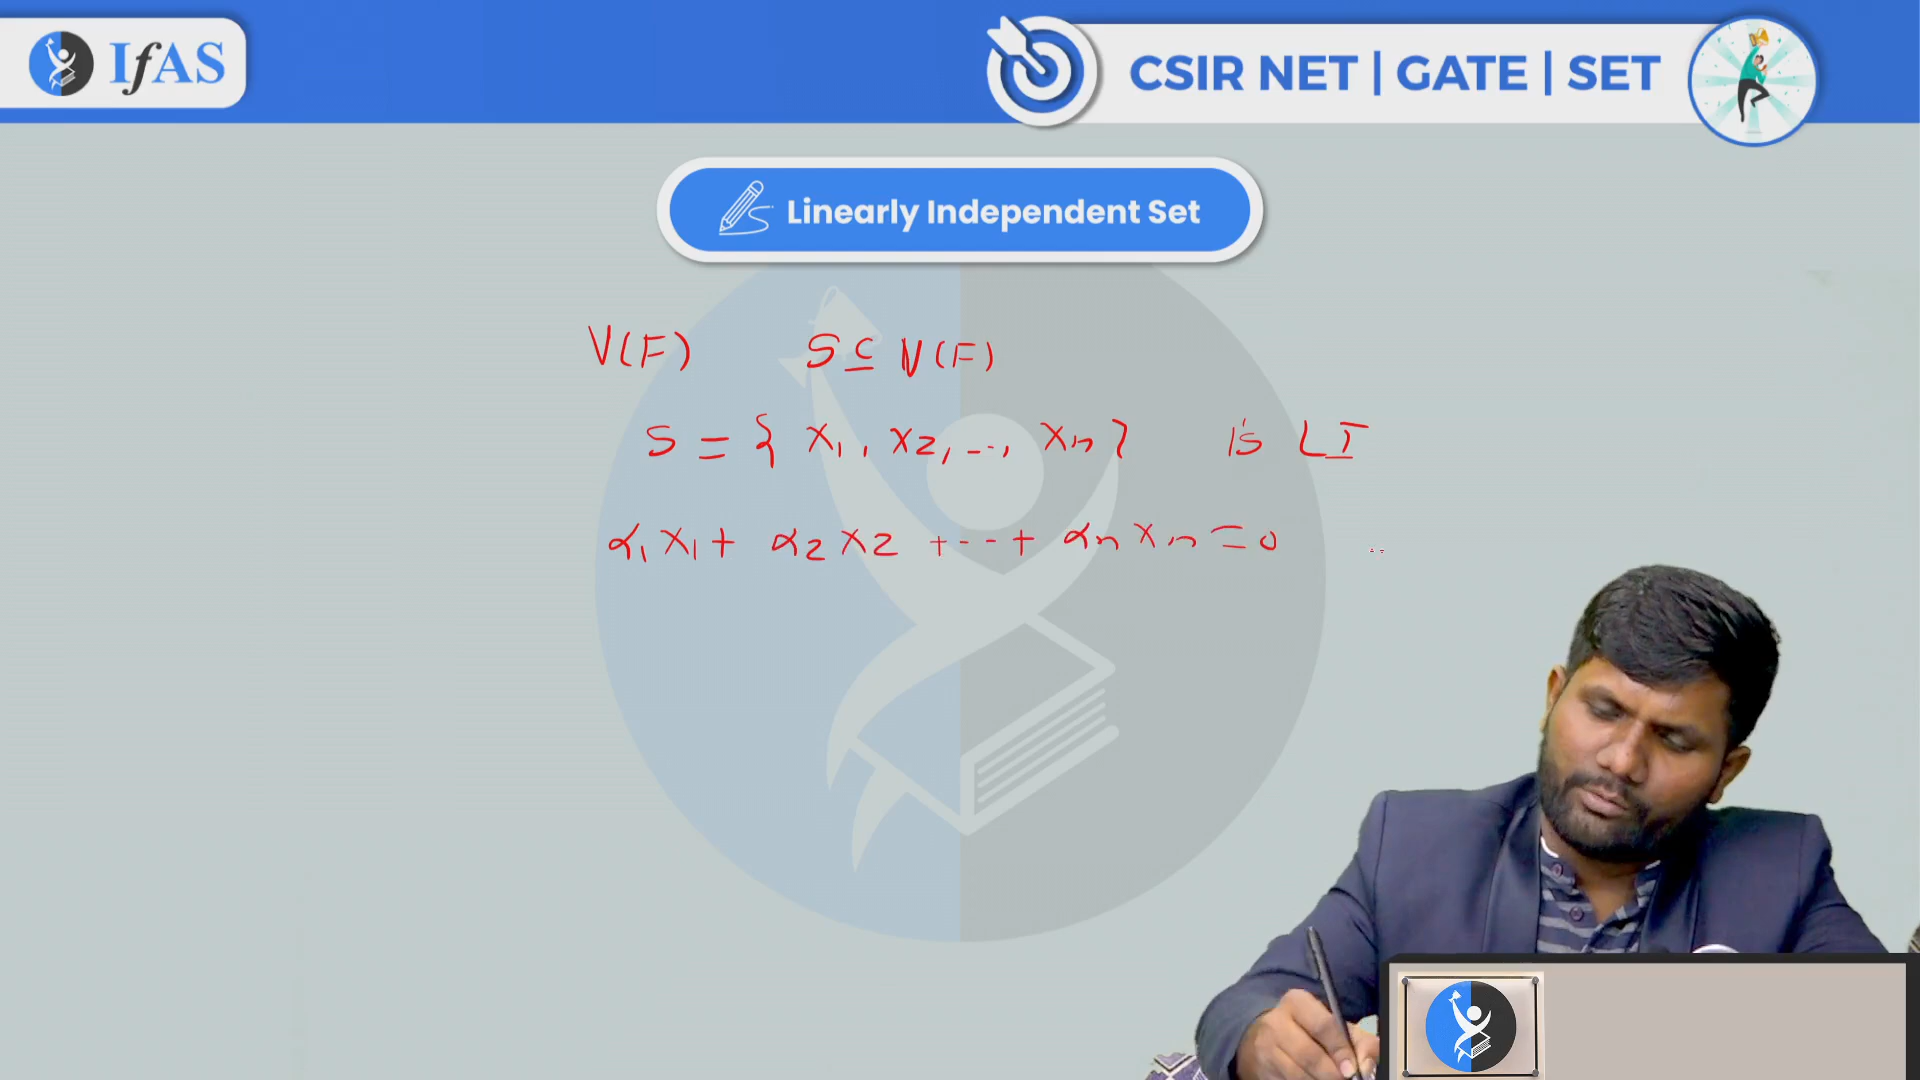 IfAS
CSIR NET | GATE | SET
Linearly Independent Set
V(F) S ⊆ V(F)
S = { x₁, x₂, ..., xₙ } is LI
α₁x₁ + α₂x₂ + --- + αₙxₙ = 0